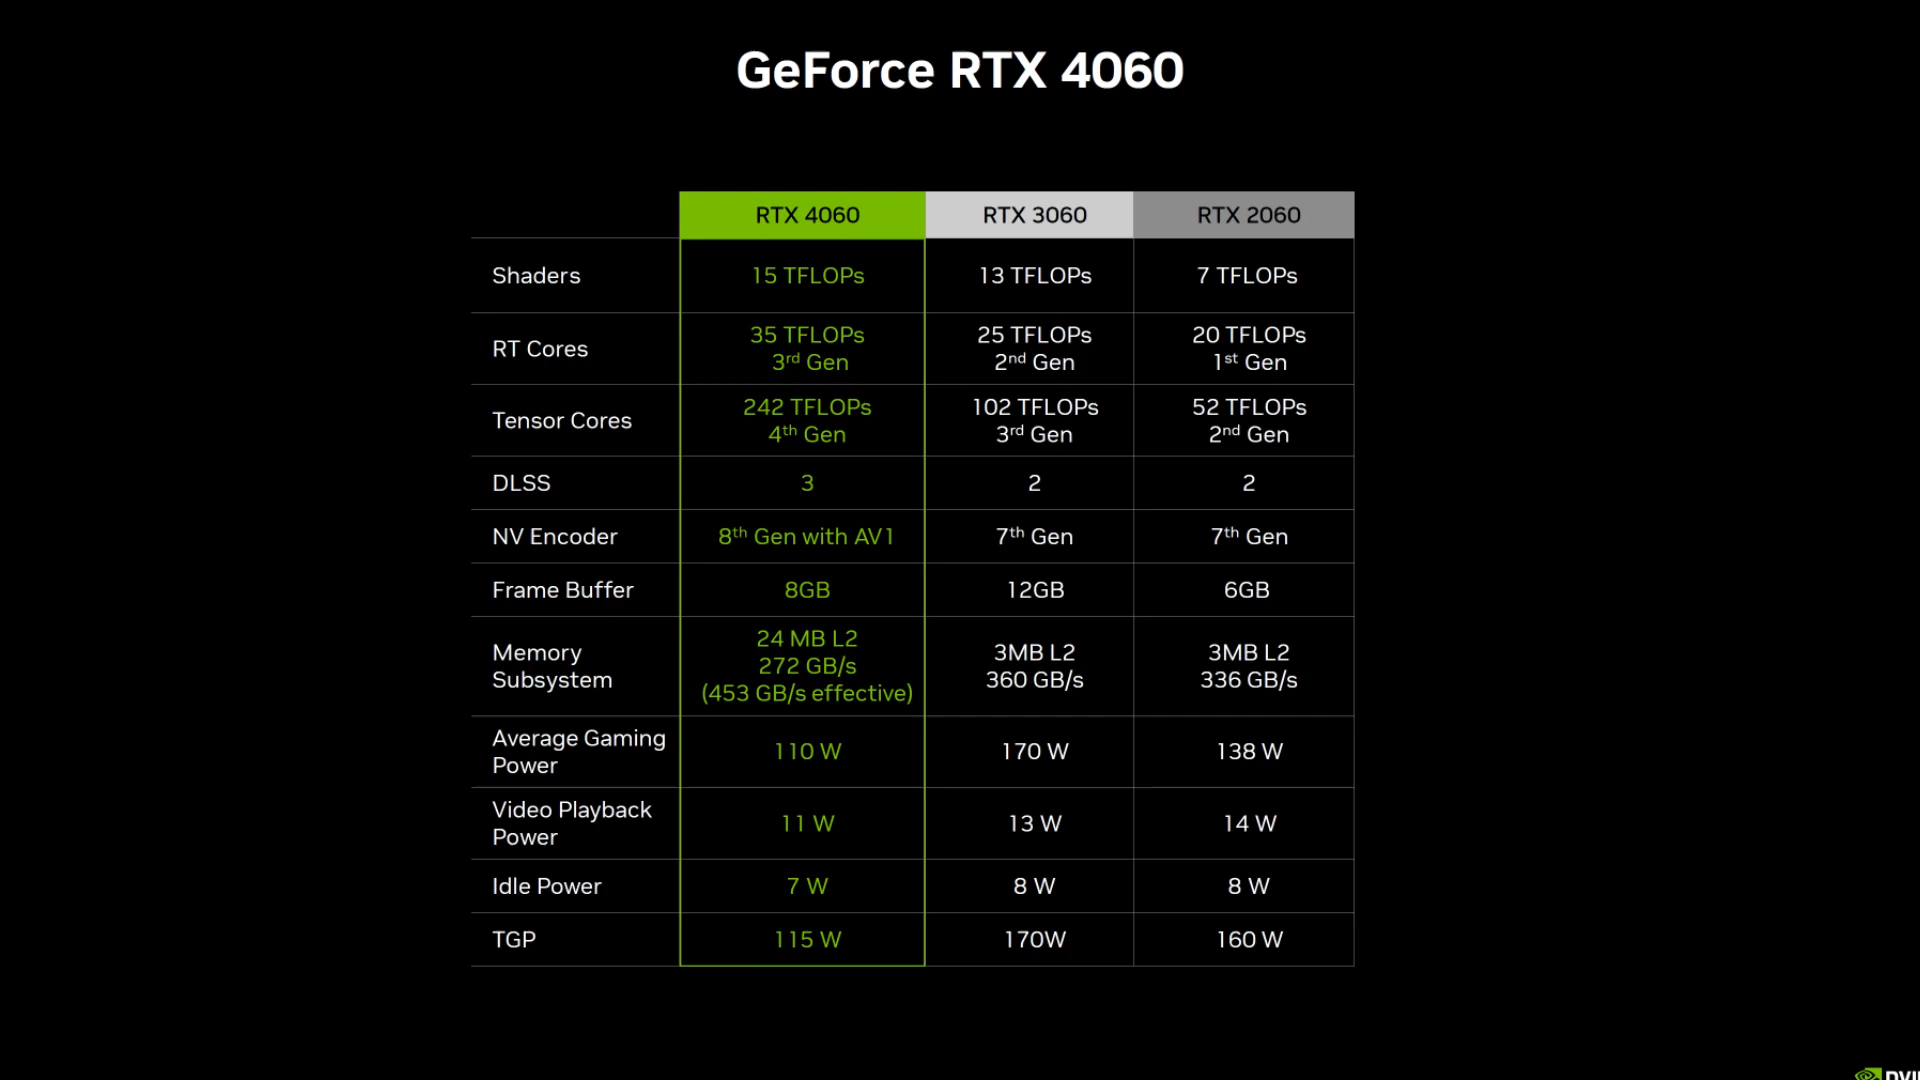 GeForce RTX 4060
RTX 4060 RTX 3060 RTX 2060
Shaders 15 TFLOPs 13 TFLOPs 7 TFLOPs
RT Cores
35 TFLOPs
3rd Gen
25 TFLOPs
2nd Gen
20 TFLOPs
1st Gen
Tensor Cores
242 TFLOPs
4th Gen
102 TFLOPs
3rd Gen
52 TFLOPs
2nd Gen
DLSS 3 2 2
NV Encoder 8th Gen with AV1 7th Gen 7th Gen
Frame Buffer 8GB 12GB 6GB
Memory
Subsystem
24 MB L2
272 GB/s
(453 GB/s effective)
3MB L2
360 GB/s
3MB L2
336 GB/s
Average Gaming
Power
110 W 170 W 138 W
Video Playback
Power
11 W 13 W 14 W
Idle Power 7 W 8 W 8 W
TGP 115 W 170W 160 W